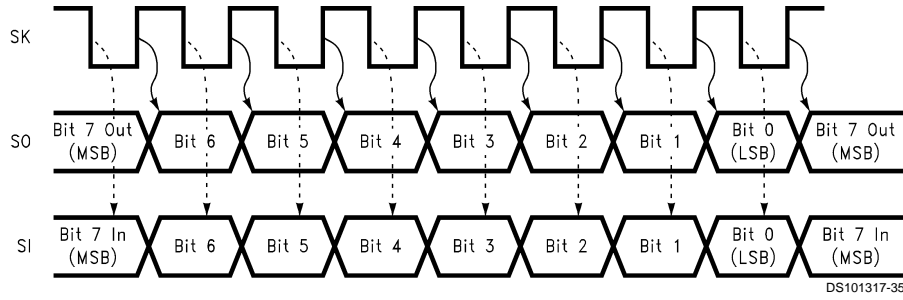 SK
SO
Bit 7 Out
(MSB)
Bit 6
Bit 5
Bit 4
Bit 3
Bit 2
Bit 1
Bit 0
(LSB)
Bit 7 Out
(MSB)
SI
Bit 7 In
(MSB)
Bit 6
Bit 5
Bit 4
Bit 3
Bit 2
Bit 1
Bit 0
(LSB)
Bit 7 In
(MSB)
DS101317-35